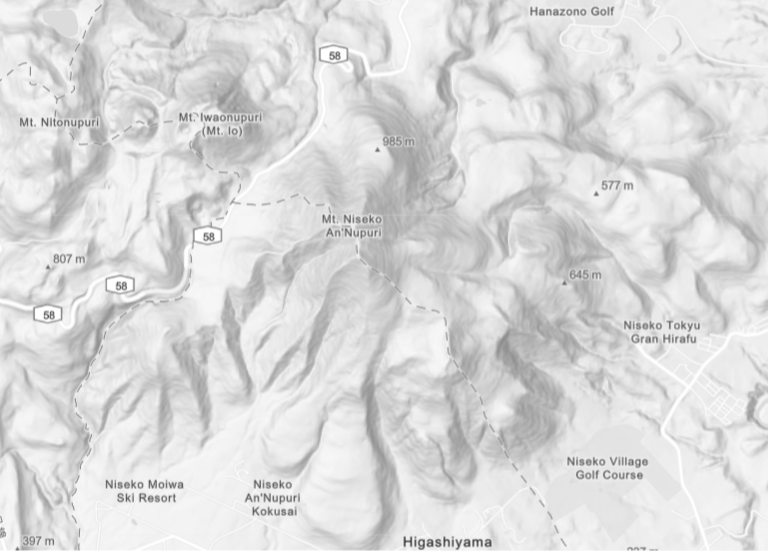 Hanazono Golf
58
Mt. Nitonupuri
Mt. Iwaonupuri
(Mt. Io)
985 m
577 m
Mt. Niseko
An'Nupuri
58
807 m
58
58
645 m
Niseko Tokyu
Gran Hirafu
Niseko Village
Golf Course
Niseko Moiwa
Ski Resort
Niseko
An'Nupuri
Kokusai
397 m
Higashiyama